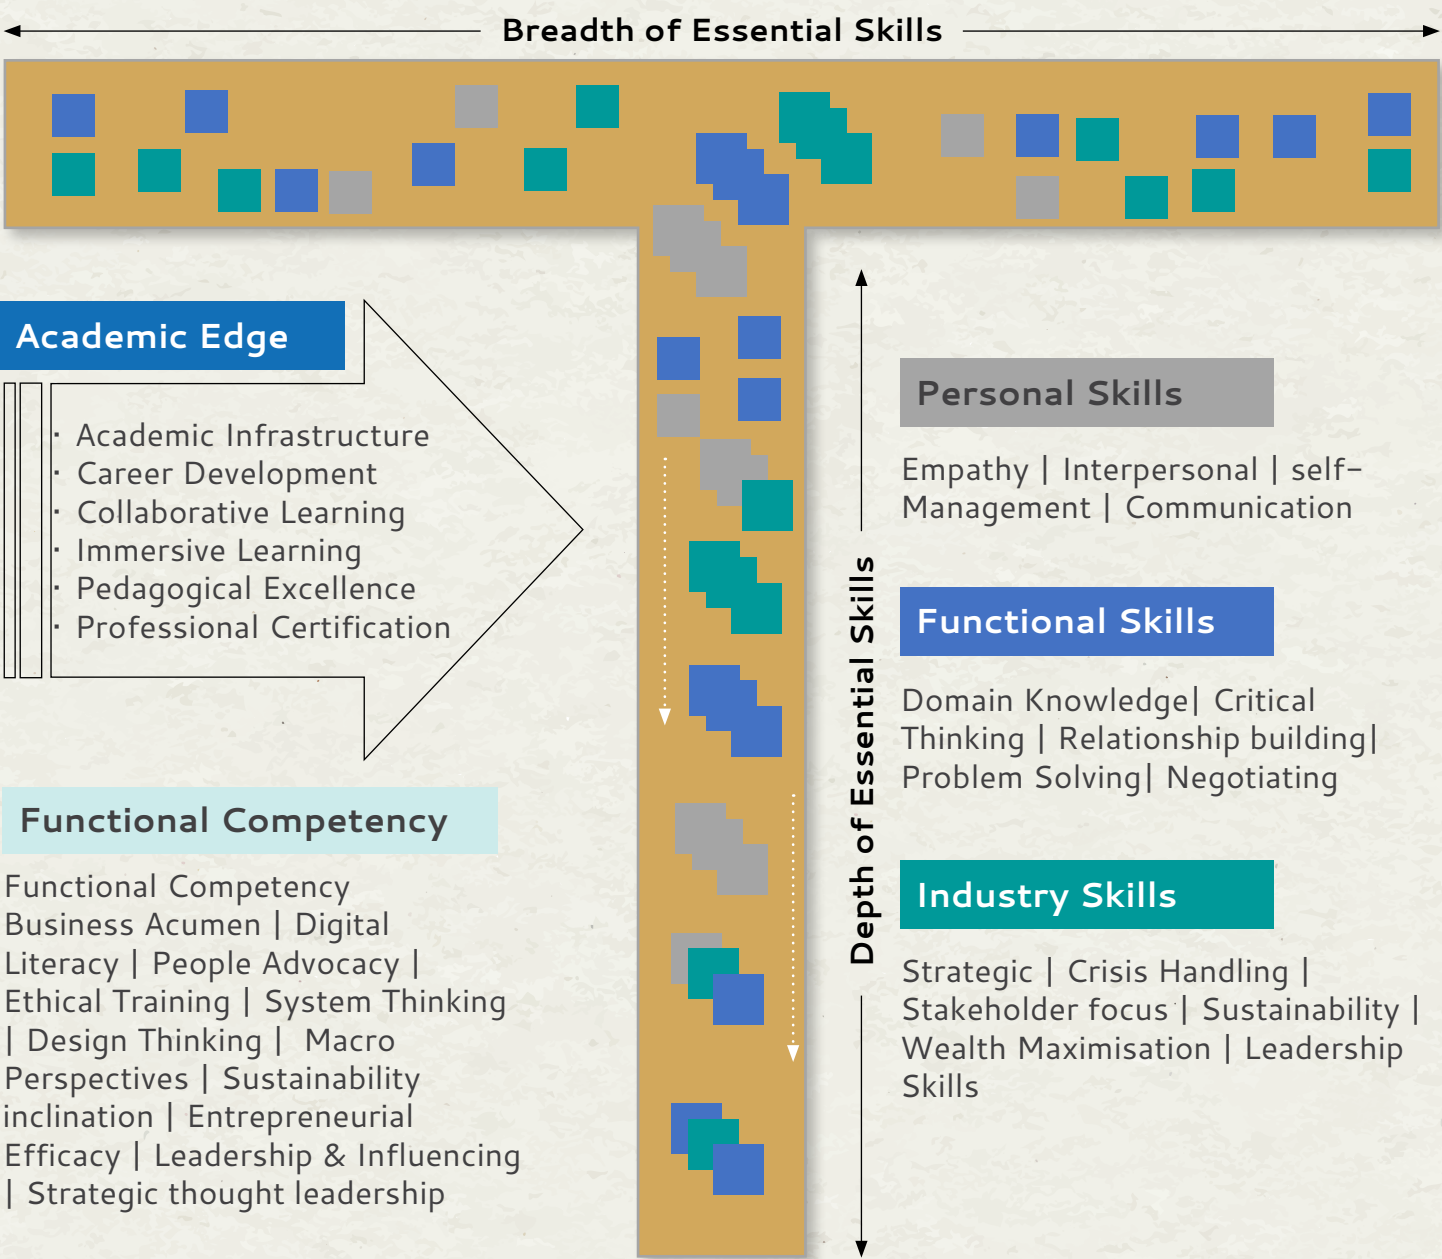 Breadth of Essential Skills
Academic Edge
· Academic Infrastructure
· Career Development
· Collaborative Learning
· Immersive Learning
· Pedagogical Excellence
· Professional Certification
Functional Competency
Functional Competency
Business Acumen | Digital
Literacy | People Advocacy |
Ethical Training | System Thinking
| Design Thinking |  Macro
Perspectives | Sustainability
inclination | Entrepreneurial
Efficacy | Leadership & Influencing
| Strategic thought leadership
Depth of Essential Skills
Personal Skills
Empathy | Interpersonal | self-
Management | Communication
Functional Skills
Domain Knowledge| Critical
Thinking | Relationship building|
Problem Solving| Negotiating
Industry Skills
Strategic | Crisis Handling |
Stakeholder focus | Sustainability |
Wealth Maximisation | Leadership
Skills